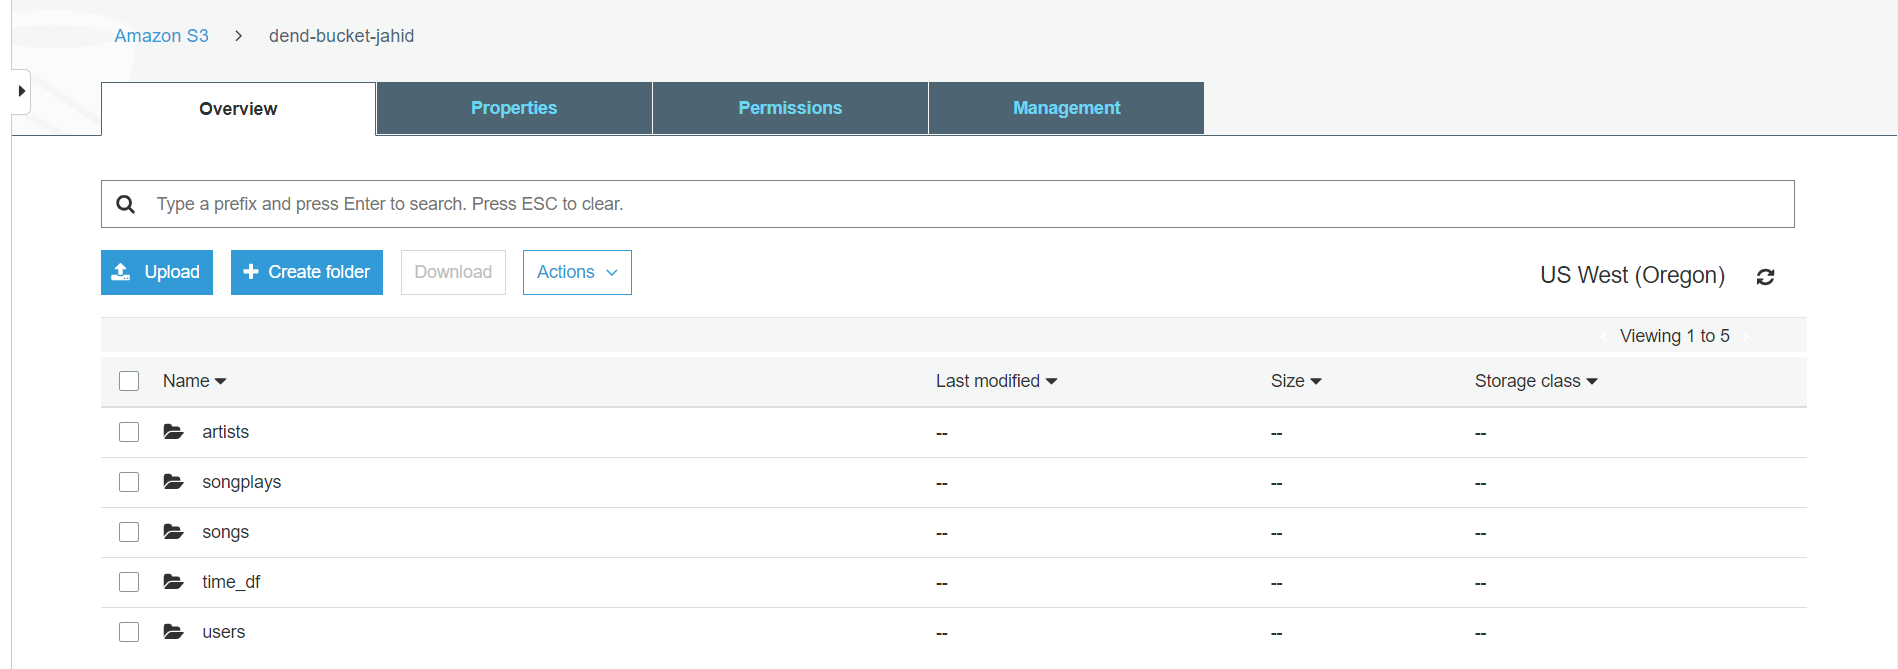 Amazon S3 > dend-bucket-jahid
Overview Properties Permissions Management
Type a prefix and press Enter to search. Press ESC to clear.
Upload Create folder Download Actions US West (Oregon)
Viewing 1 to 5
Name Last modified Size Storage class
artists -- -- --
songplays -- -- --
songs -- -- --
time_df -- -- --
users -- -- --